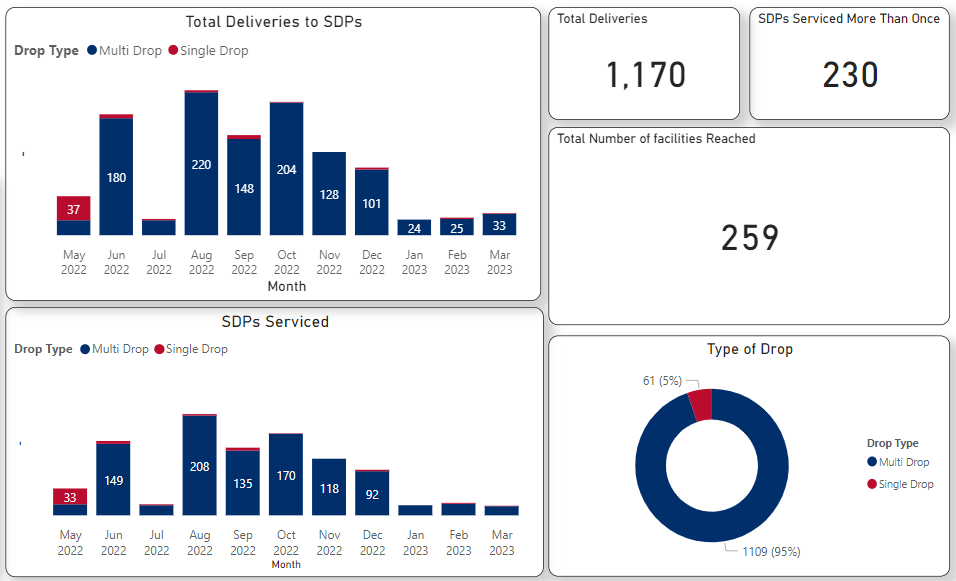 Total Deliveries to SDPs
Drop Type Multi Drop Single Drop
37
180
220
148
204
128
101
24
25
33
May Jun Jul Aug Sep Oct Nov Dec Jan Feb Mar
2022 2022 2022 2022 2022 2022 2022 2022 2023 2023 2023
Month
Total Deliveries
1,170
SDPs Serviced More Than Once
230
Total Number of facilities Reached
259
SDPs Serviced
Drop Type Multi Drop Single Drop
33
149
208
135
170
118
92
May Jun Jul Aug Sep Oct Nov Dec Jan Feb Mar
2022 2022 2022 2022 2022 2022 2022 2022 2023 2023 2023
Month
Type of Drop
61 (5%)
1109 (95%)
Drop Type
Multi Drop
Single Drop